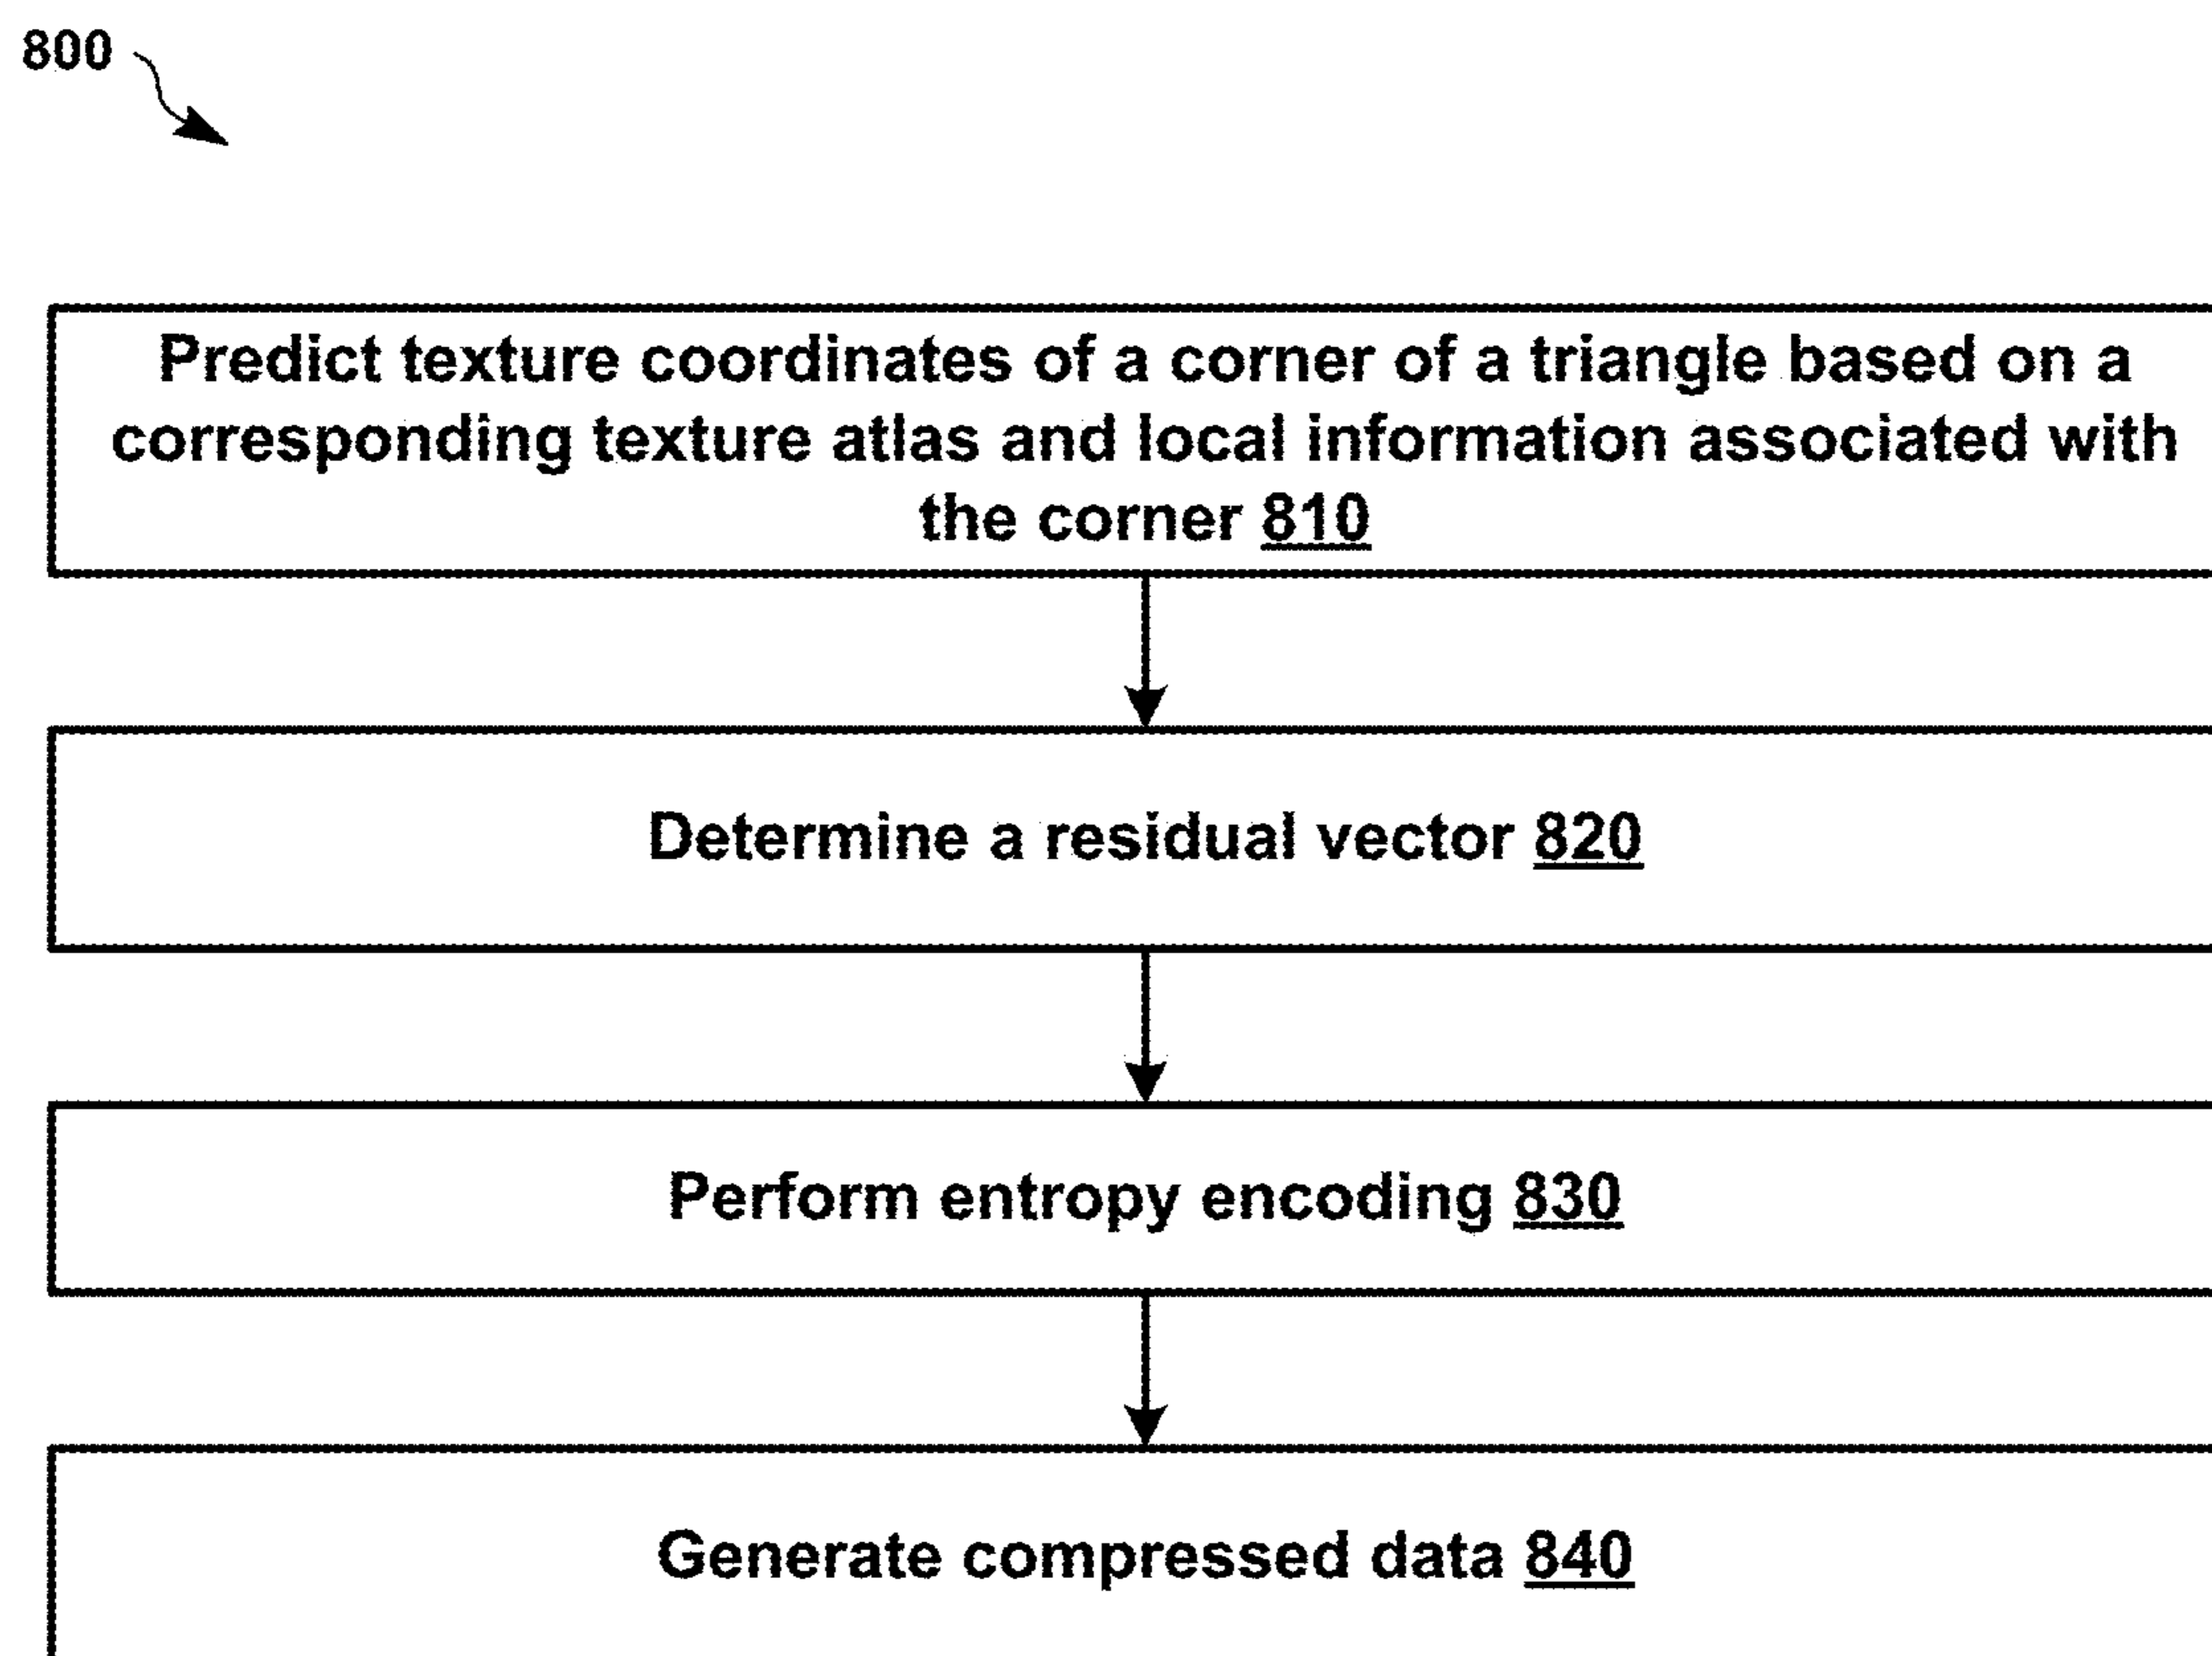 800
Predict texture coordinates of a corner of a triangle based on a
corresponding texture atlas and local information associated with
the corner 810
Determine a residual vector 820
Perform entropy encoding 830
Generate compressed data 840